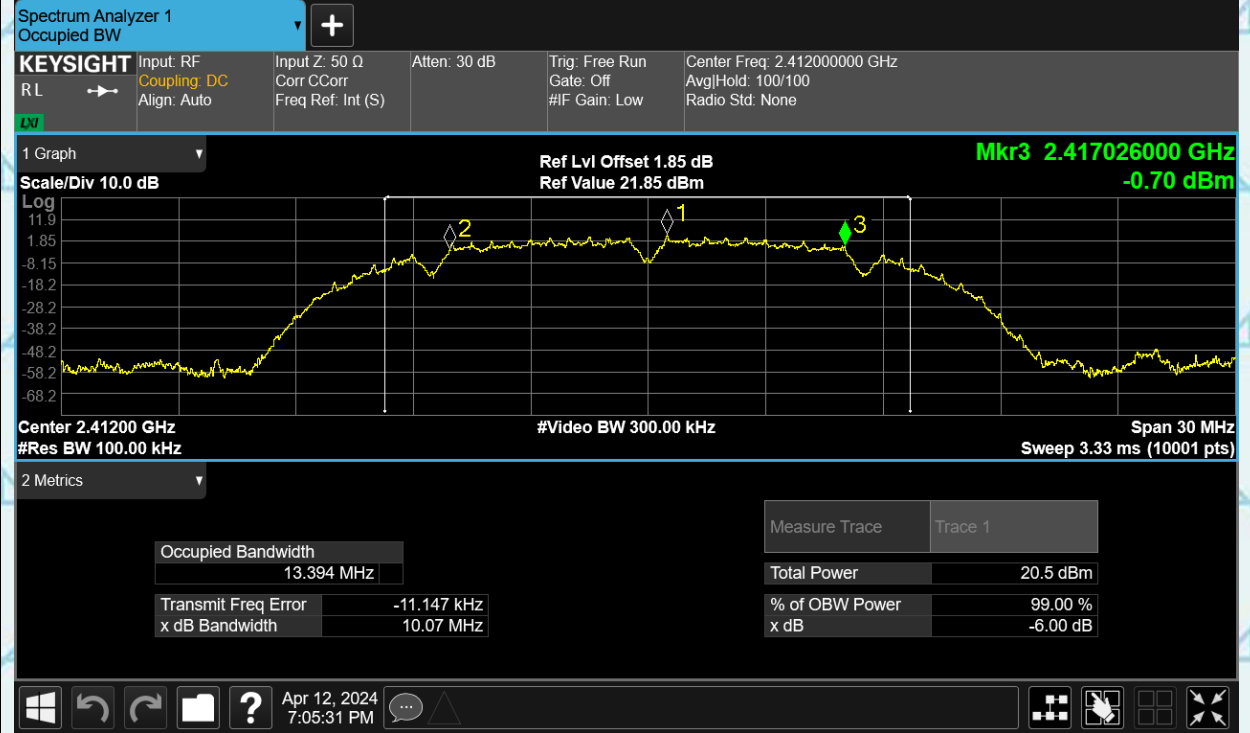 Spectrum Analyzer 1
Occupied BW
KEYSIGHT
R L
LXI
Input: RF
Coupling: DC
Align: Auto
Input Z: 50 Ω
Corr CCorr
Freq Ref: Int (S)
Atten: 30 dB
Trig: Free Run
Gate: Off
#IF Gain: Low
Center Freq: 2.412000000 GHz
Avg|Hold: 100/100
Radio Std: None
1 Graph
Scale/Div 10.0 dB
Ref Lvl Offset 1.85 dB
Ref Value 21.85 dBm
Mkr3 2.417026000 GHz
-0.70 dBm
Log
11.9
1.85
-8.15
-18.2
-28.2
-38.2
-48.2
-58.2
-68.2
2
1
3
Center 2.41200 GHz
#Video BW 300.00 kHz
Span 30 MHz
#Res BW 100.00 kHz
Sweep 3.33 ms (10001 pts)
2 Metrics
Occupied Bandwidth
13.394 MHz
Transmit Freq Error -11.147 kHz
x dB Bandwidth 10.07 MHz
Measure Trace Trace 1
Total Power 20.5 dBm
% of OBW Power 99.00 %
x dB -6.00 dB
?
Apr 12, 2024
7:05:31 PM